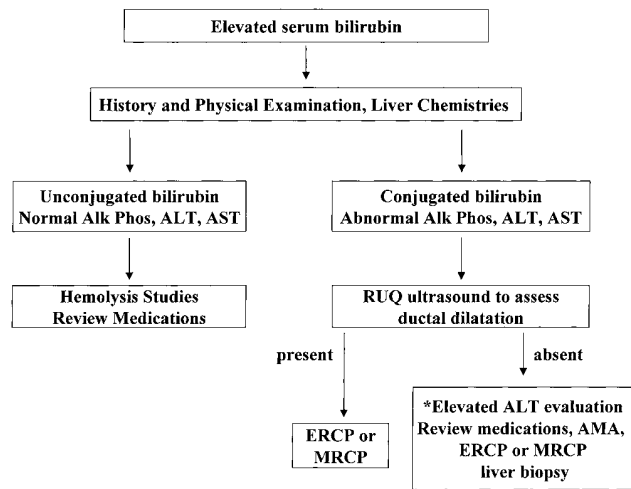 Elevated serum bilirubin
History and Physical Examination, Liver Chemistries
Unconjugated bilirubin
Normal Alk Phos, ALT, AST
Conjugated bilirubin
Abnormal Alk Phos, ALT, AST
Hemolysis Studies
Review Medications
RUQ ultrasound to assess
ductal dilatation
present
absent
ERCP or
MRCP
*Elevated ALT evaluation
Review medications, AMA,
ERCP or MRCP
liver biopsy